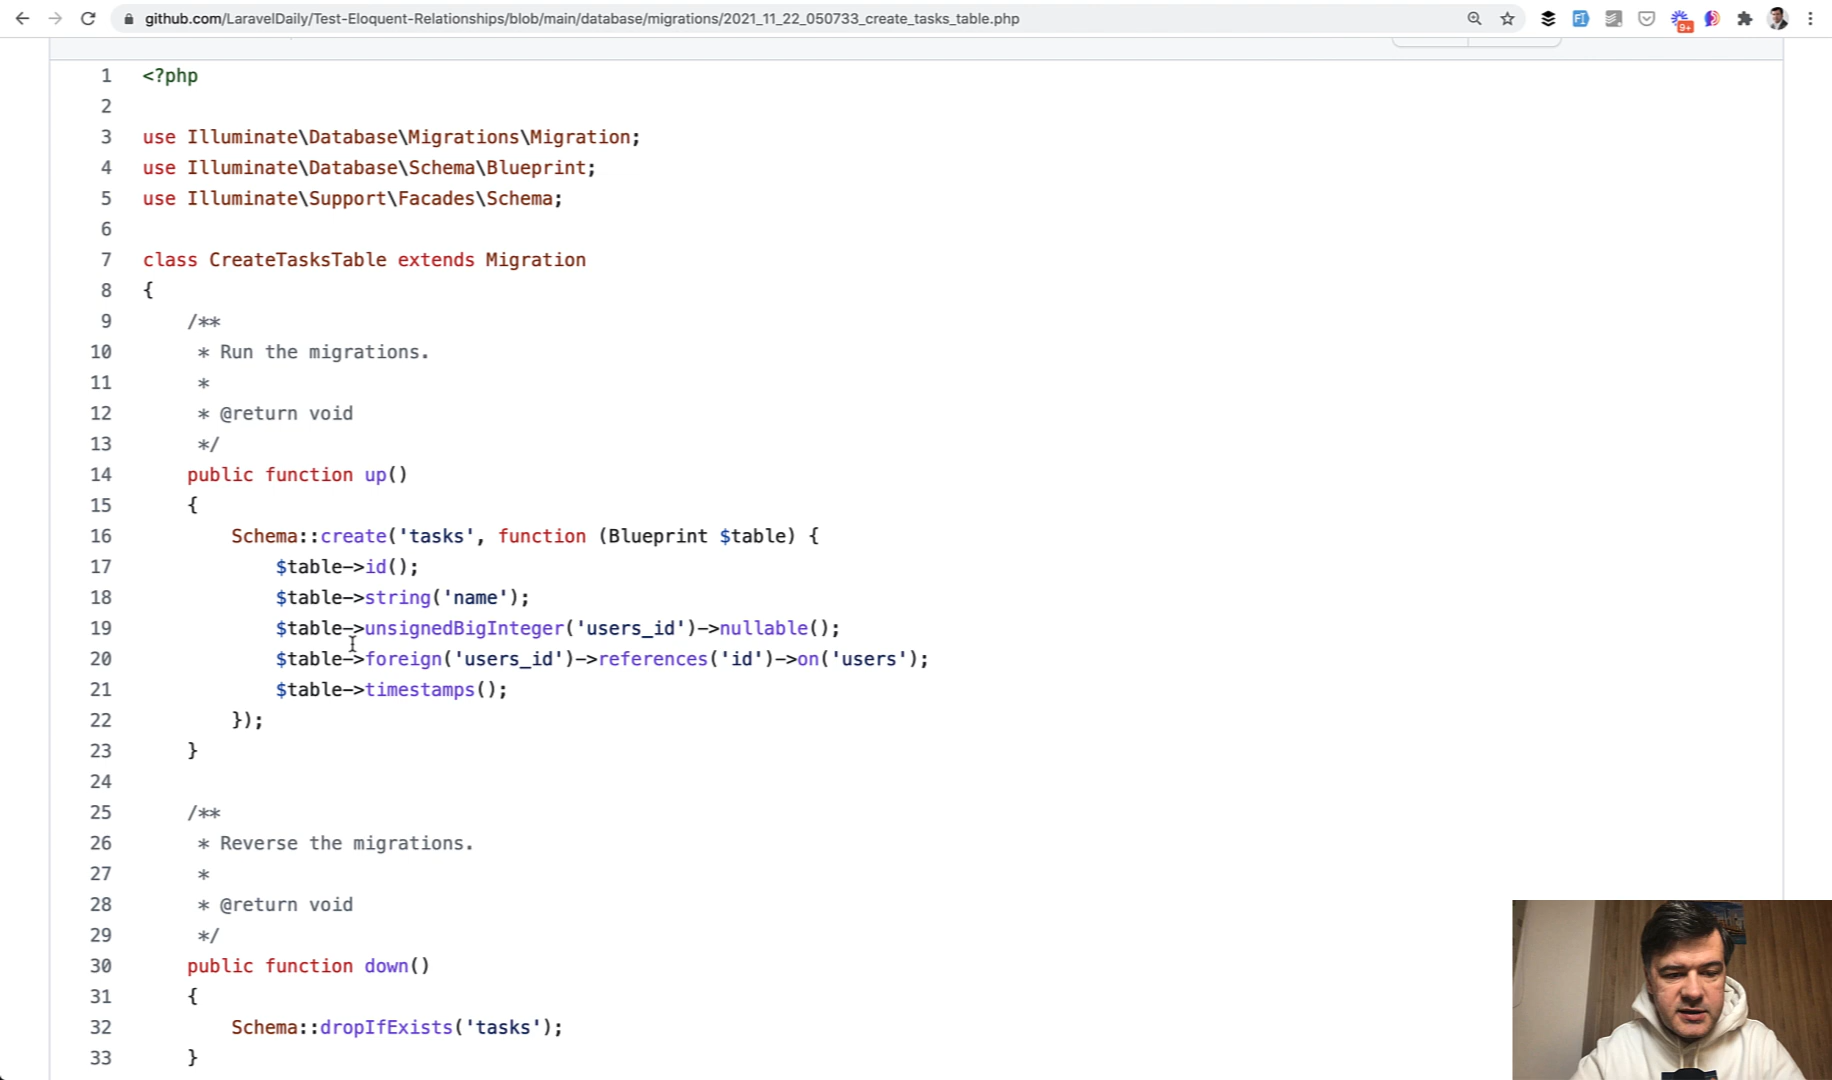 github.com/LaravelDaily/Test-Eloquent-Relationships/blob/main/database/migrations/2021_11_22_050733_create_tasks_table.php
9+
1 <?php
2
3 use Illuminate\Database\Migrations\Migration;
4 use Illuminate\Database\Schema\Blueprint;
5 use Illuminate\Support\Facades\Schema;
6
7 class CreateTasksTable extends Migration
8 {
9     /**
10      * Run the migrations.
11      *
12      * @return void
13      */
14     public function up()
15     {
16         Schema::create('tasks', function (Blueprint $table) {
17             $table->id();
18             $table->string('name');
19             $table->unsignedBigInteger('users_id')->nullable();
20             $table->foreign('users_id')->references('id')->on('users');
21             $table->timestamps();
22         });
23     }
24
25     /**
26      * Reverse the migrations.
27      *
28      * @return void
29      */
30     public function down()
31     {
32         Schema::dropIfExists('tasks');
33     }